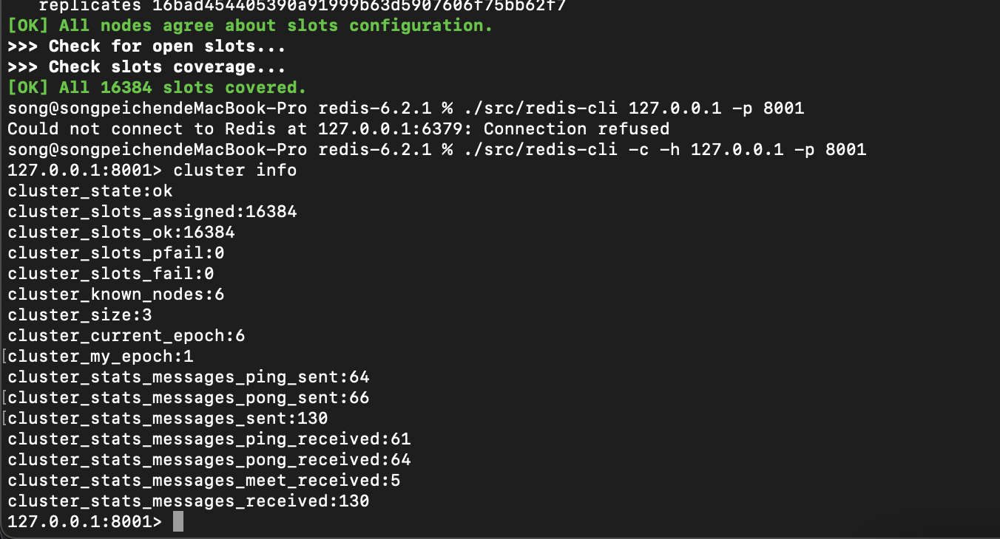 replicates 16bad454405390a91999b63d5907606f75bb62f7
[OK] All nodes agree about slots configuration.
>>> Check for open slots...
>>> Check slots coverage...
[OK] All 16384 slots covered.
song@songpeichendeMacBook-Pro redis-6.2.1 % ./src/redis-cli 127.0.0.1 -p 8001
Could not connect to Redis at 127.0.0.1:6379: Connection refused
song@songpeichendeMacBook-Pro redis-6.2.1 % ./src/redis-cli -c -h 127.0.0.1 -p 8001
127.0.0.1:8001> cluster info
cluster_state:ok
cluster_slots_assigned:16384
cluster_slots_ok:16384
cluster_slots_pfail:0
cluster_slots_fail:0
cluster_known_nodes:6
cluster_size:3
cluster_current_epoch:6
[cluster_my_epoch:1
cluster_stats_messages_ping_sent:64
[cluster_stats_messages_pong_sent:66
[cluster_stats_messages_sent:130
cluster_stats_messages_ping_received:61
cluster_stats_messages_pong_received:64
cluster_stats_messages_meet_received:5
cluster_stats_messages_received:130
127.0.0.1:8001>